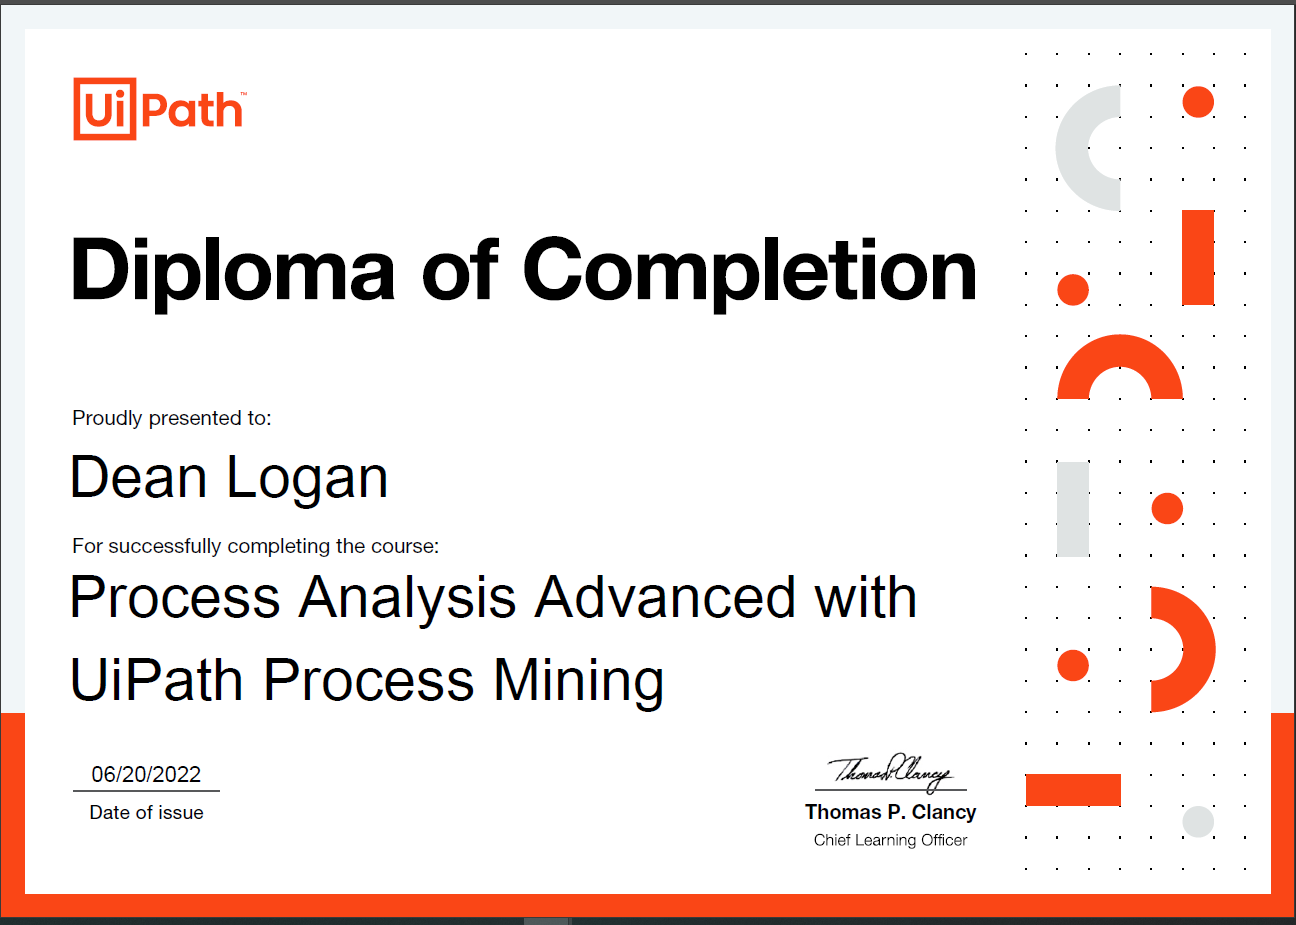 UiPath™
Diploma of Completion
Proudly presented to:
Dean Logan
For successfully completing the course:
Process Analysis Advanced with
UiPath Process Mining
06/20/2022
Date of issue
Thomas P. Clancy
Thomas P. Clancy
Chief Learning Officer